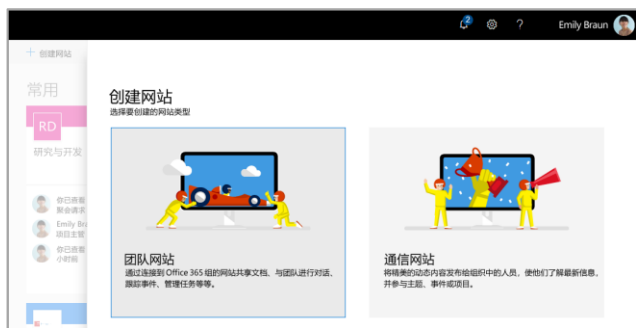 2
?
Emily Braun
+ 创建网站
常用
RD
研究与开发
你已查看
聚会请求
Emily Bra
项目主管
你已查看
小时前
创建网站
选择要创建的网站类型
团队网站
通过连接到 Office 365 组的网站共享文档、与团队进行对话、
跟踪事件、管理任务等等。
通信网站
将精美的动态内容发布给组织中的人员，使他们了解最新信息，
并参与主题、事件或项目。